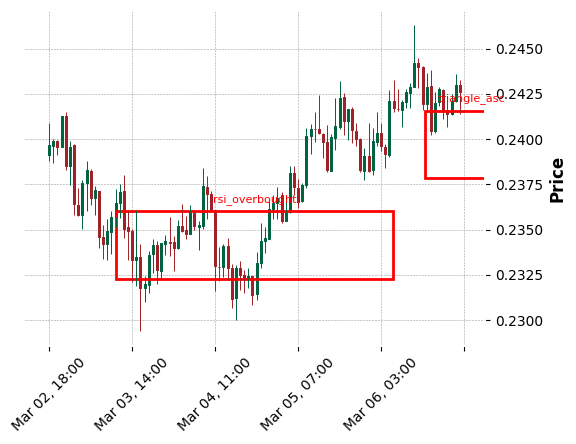 0.2450
0.2425
triangle_asc
0.2400
0.2375
rsi_overbought
0.2350
0.2325
0.2300
Price
Mar 02, 18:00
Mar 03, 14:00
Mar 04, 11:00
Mar 05, 07:00
Mar 06, 03:00